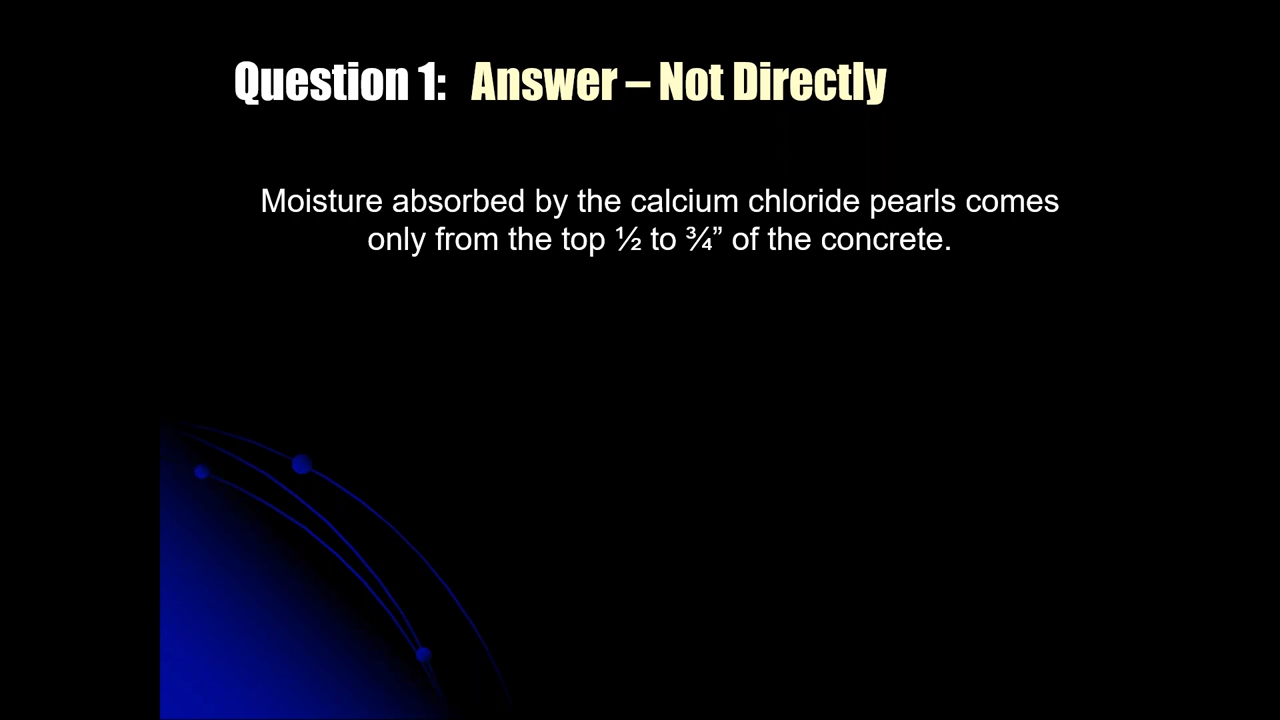 Question 1: Answer – Not Directly
Moisture absorbed by the calcium chloride pearls comes
only from the top ½ to ¾” of the concrete.